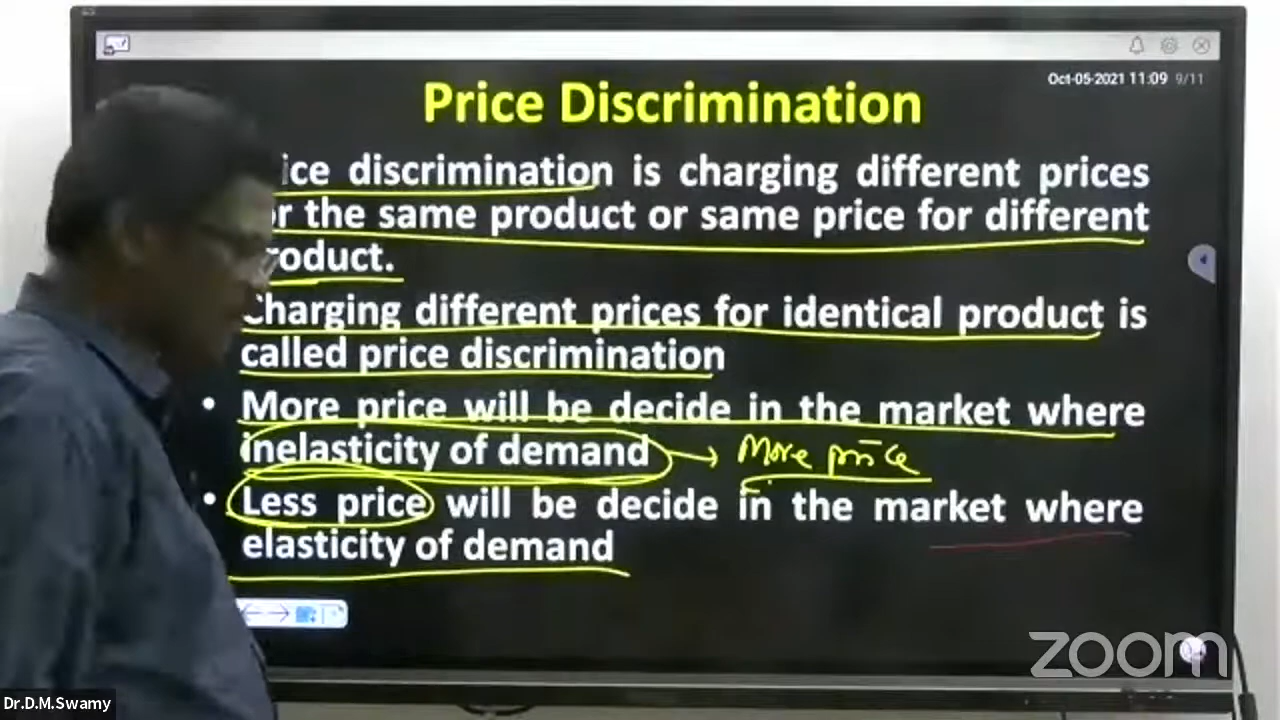 Oct-05-2021 11:09 9/11
Price Discrimination
ice discrimination is charging different prices
or the same product or same price for different
roduct.
Charging different prices for identical product is
called price discrimination
• More price will be decide in the market where
inelasticity of demand → More price
• Less price will be decide in the market where
elasticity of demand
zoom
Dr.D.M.Swamy